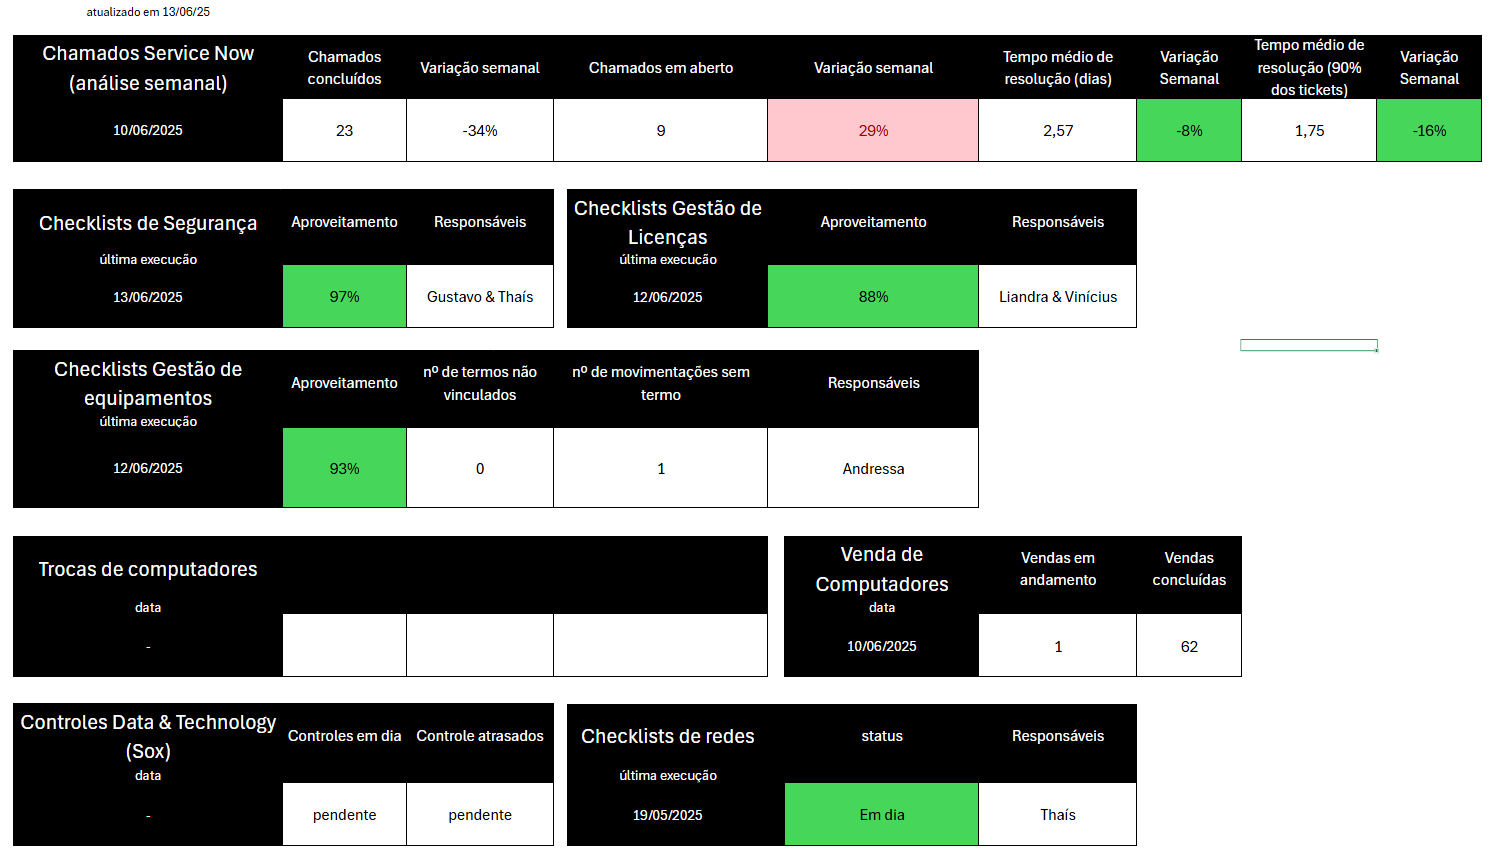 atualizado em 13/06/25
Chamados Service Now
(análise semanal)
10/06/2025
Chamados
concluídos
23
Variação semanal
-34%
Chamados em aberto
9
Variação semanal
29%
Tempo médio de
resolução (dias)
2,57
Variação
Semanal
-8%
Tempo médio de
resolução (90%
dos tickets)
1,75
Variação
Semanal
-16%
Checklists de Segurança
última execução
13/06/2025
Aproveitamento
97%
Responsáveis
Gustavo & Thaís
Checklists Gestão de
Licenças
última execução
12/06/2025
Aproveitamento
88%
Responsáveis
Liandra & Vinícius
Checklists Gestão de
equipamentos
última execução
12/06/2025
Aproveitamento
93%
nº de termos não
vinculados
0
nº de movimentações sem
termo
1
Responsáveis
Andressa
Trocas de computadores
data
-
Venda de
Computadores
data
10/06/2025
Vendas em
andamento
1
Vendas
concluídas
62
Controles Data & Technology
(Sox)
data
-
Controles em dia
pendente
Controle atrasados
pendente
Checklists de redes
última execução
19/05/2025
status
Em dia
Responsáveis
Thaís